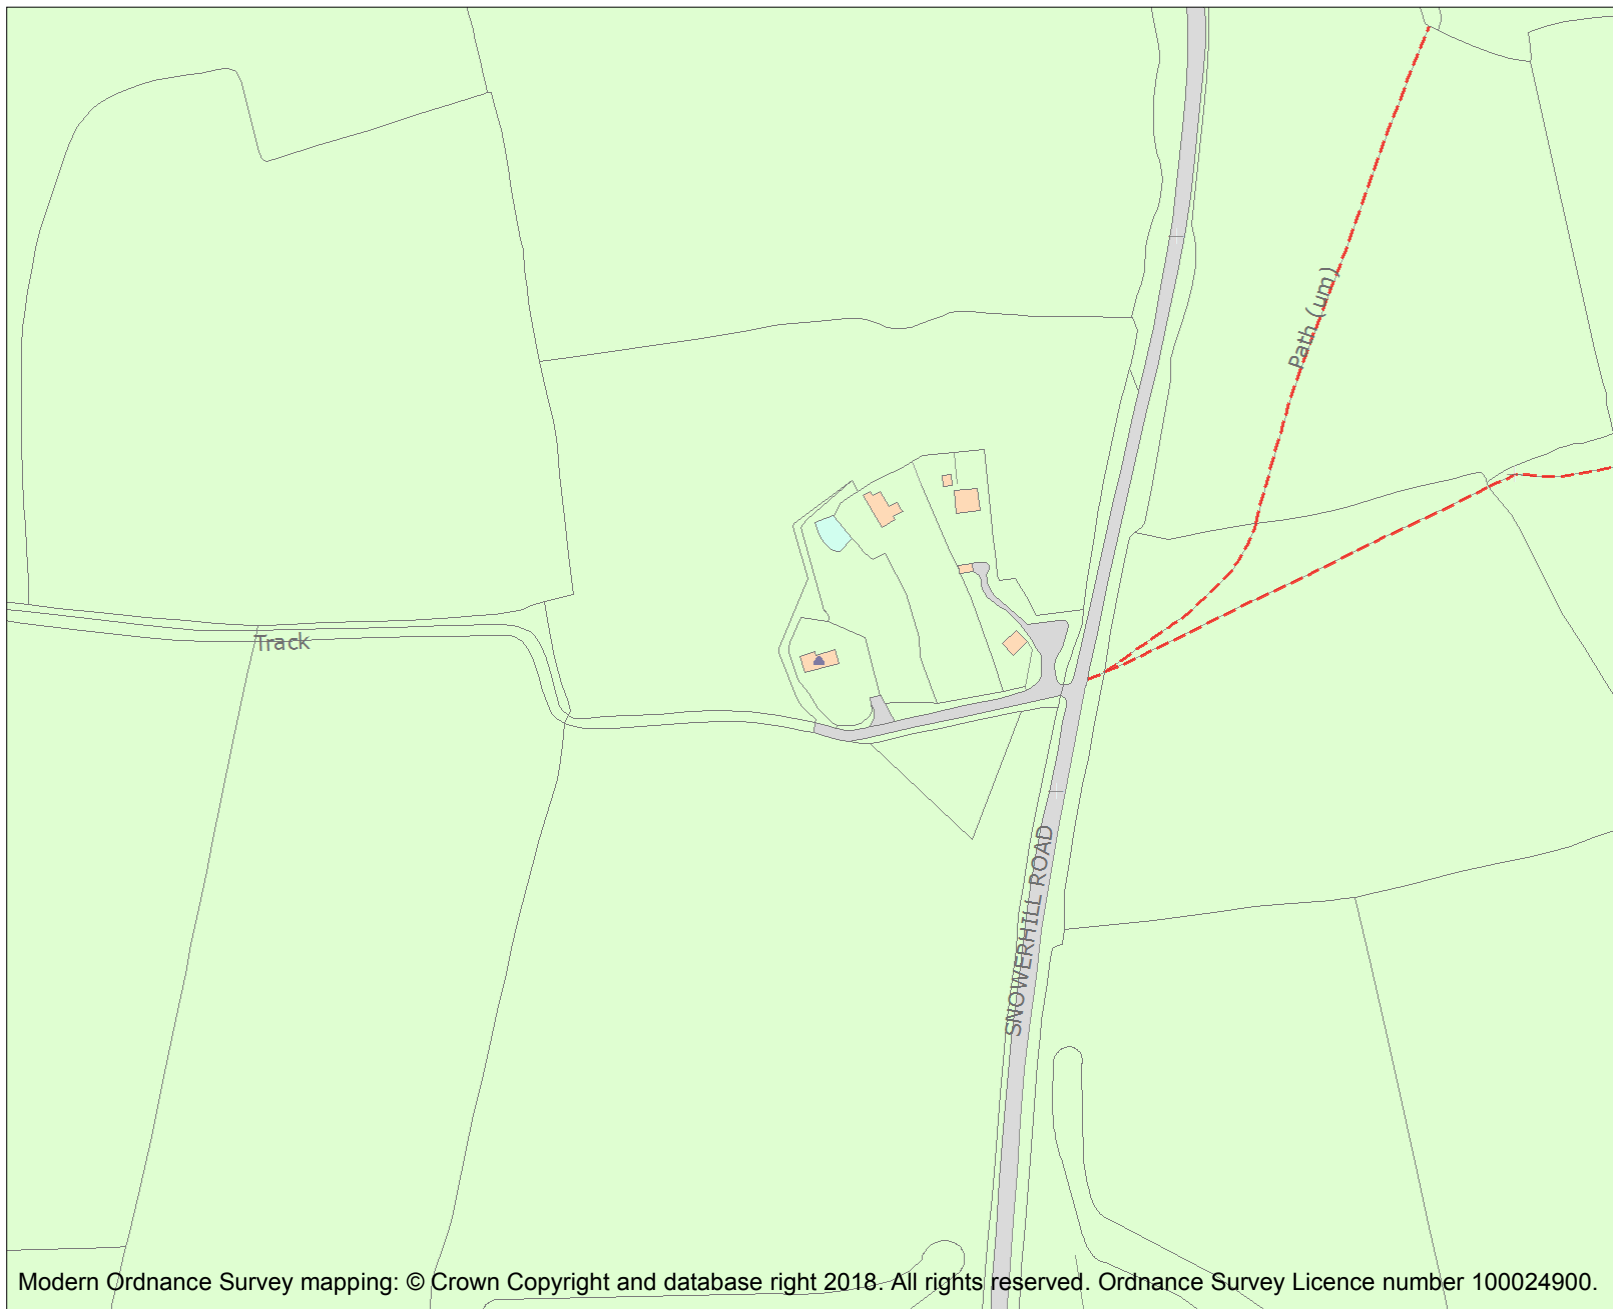 Path (um)
Track
SNOWERHILL ROAD
Modern Ordnance Survey mapping: © Crown Copyright and database right 2018. All rights reserved. Ordnance Survey Licence number 100024900.